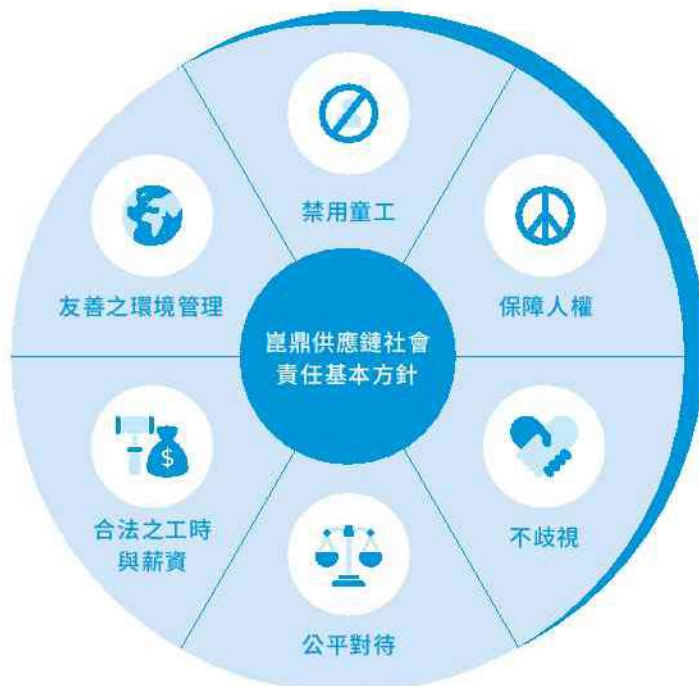 崑鼎供應鏈社會
責任基本方針
禁用童工
保障人權
不歧視
公平對待
合法之工時
與薪資
友善之環境管理
$